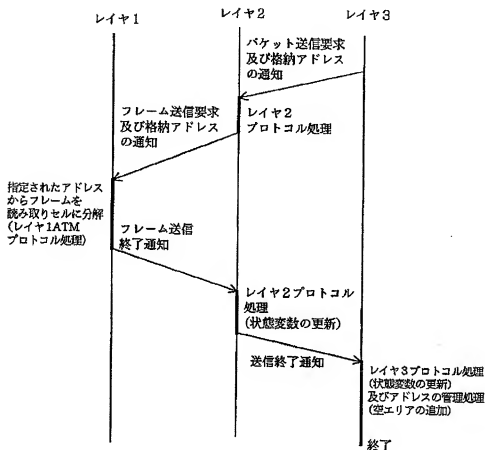 レイヤ1
レイヤ2
レイヤ3
パケット送信要求
及び格納アドレス
の通知
フレーム送信要求
及び格納アドレス
の通知
レイヤ2
プロトコル処理
指定されたアドレス
からフレームを
読み取りセルに分解
(レイヤ1ATM
プロトコル処理)
フレーム送信
終了通知
レイヤ2プロトコル
処理
(状態変数の更新)
送信終了通知
レイヤ3プロトコル処理
(状態変数の更新)
及びアドレスの管理処理
(空エリアの追加)
終了